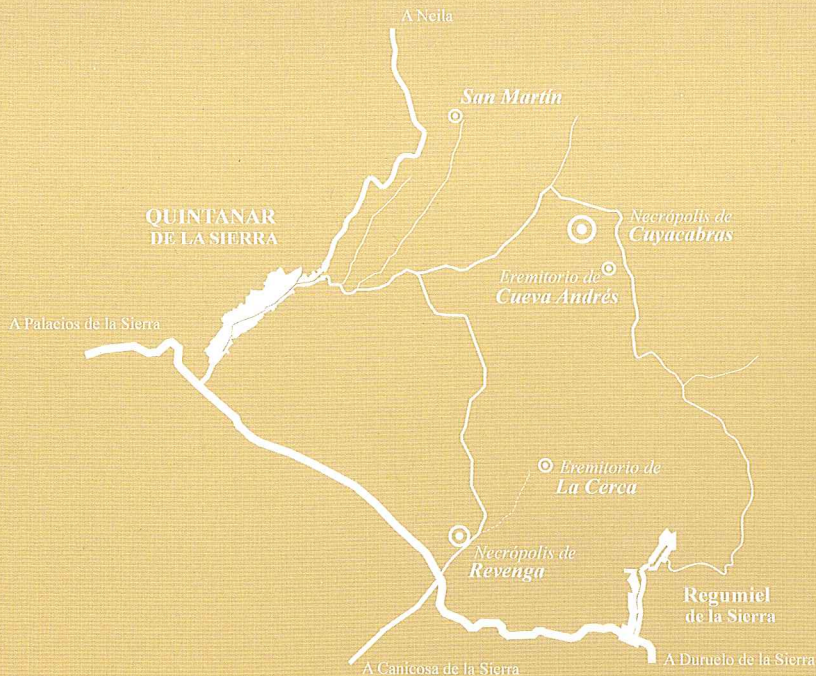 A Neila
San Martín
QUINTANAR
DE LA SIERRA
Necrópolis de
Cuyacabras
Eremitorio de
Cueva Andrés
A Palacios de la Sierra
Eremitorio de
La Cerca
Necrópolis de
Revenga
Regumiel
de la Sierra
A Duruelo de la Sierra
A Canicosa de la Sierra